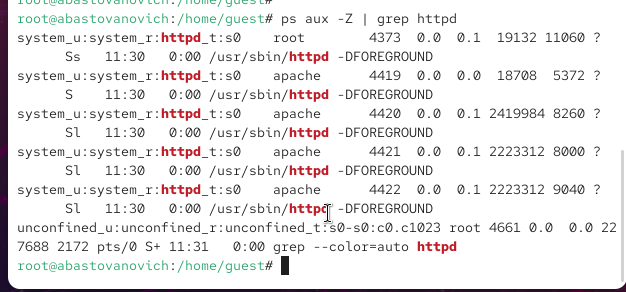 root@abastovanovich:/home/guest#
root@abastovanovich:/home/guest# ps aux -Z | grep httpd
system_u:system_r:httpd_t:s0    root        4373  0.0  0.1  19132 11060 ?
      Ss   11:30   0:00 /usr/sbin/httpd -DFOREGROUND
system_u:system_r:httpd_t:s0    apache      4419  0.0  0.0  18708  5372 ?
      S    11:30   0:00 /usr/sbin/httpd -DFOREGROUND
system_u:system_r:httpd_t:s0    apache      4420  0.0  0.1 2419984 8260 ?
      Sl   11:30   0:00 /usr/sbin/httpd -DFOREGROUND
system_u:system_r:httpd_t:s0    apache      4421  0.0  0.1 2223312 8000 ?
      Sl   11:30   0:00 /usr/sbin/httpd -DFOREGROUND
system_u:system_r:httpd_t:s0    apache      4422  0.0  0.1 2223312 9040 ?
      Sl   11:30   0:00 /usr/sbin/httpd -DFOREGROUND
unconfined_u:unconfined_r:unconfined_t:s0-s0:c0.c1023 root 4661 0.0  0.0 22
7688 2172 pts/0 S+ 11:31   0:00 grep --color=auto httpd
root@abastovanovich:/home/guest#